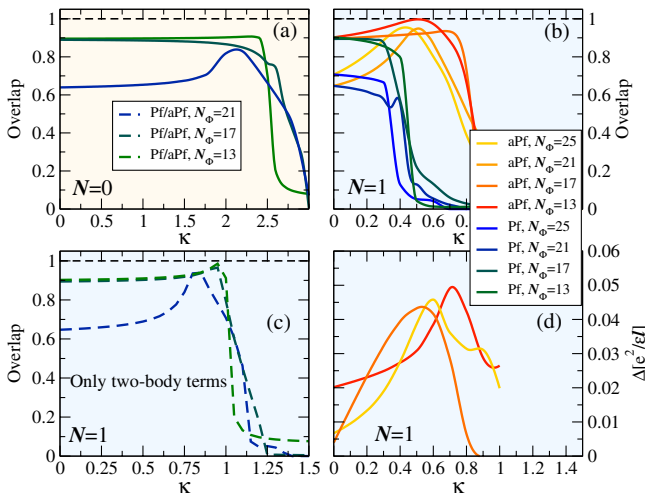 1
0.8
0.6
0.4
0.2
0
Overlap
(a)
Pf/aPf, NΦ=21
Pf/aPf, NΦ=17
Pf/aPf, NΦ=13
N=0
0 0.5 1 1.5 2 2.5 3
κ
(b)
1
0.8
0.6
0.4
0.2
0
Overlap
N=1
0 0.2 0.4 0.6 0.8
κ
aPf, NΦ=25
aPf, NΦ=21
aPf, NΦ=17
aPf, NΦ=13
Pf, NΦ=25
Pf, NΦ=21
Pf, NΦ=17
Pf, NΦ=13
1
0.8
0.6
0.4
0.2
0
Overlap
(c)
Only two-body terms
N=1
0 0.25 0.5 0.75 1 1.25 1.5
κ
(d)
0.06
0.05
0.04
0.03
0.02
0.01
0
Δ[e²/εl]
N=1
0 0.2 0.4 0.6 0.8 1 1.2 1.4
κ